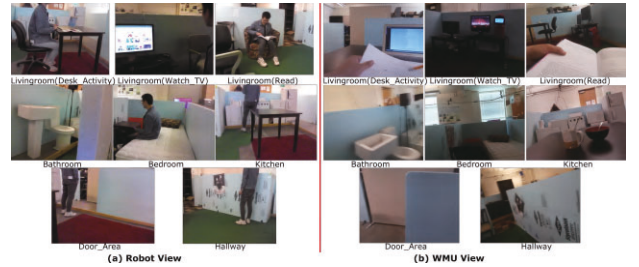 Livingroom(Desk_Activity) Livingroom(Watch_TV) Livingroom(Read)
Bathroom Bedroom Kitchen
Door_Area Hallway
(a) Robot View
Livingroom(Desk_Activity) Livingroom(Watch_TV) Livingroom(Read)
Bathroom Bedroom Kitchen
Door_Area Hallway
(b) WMU View